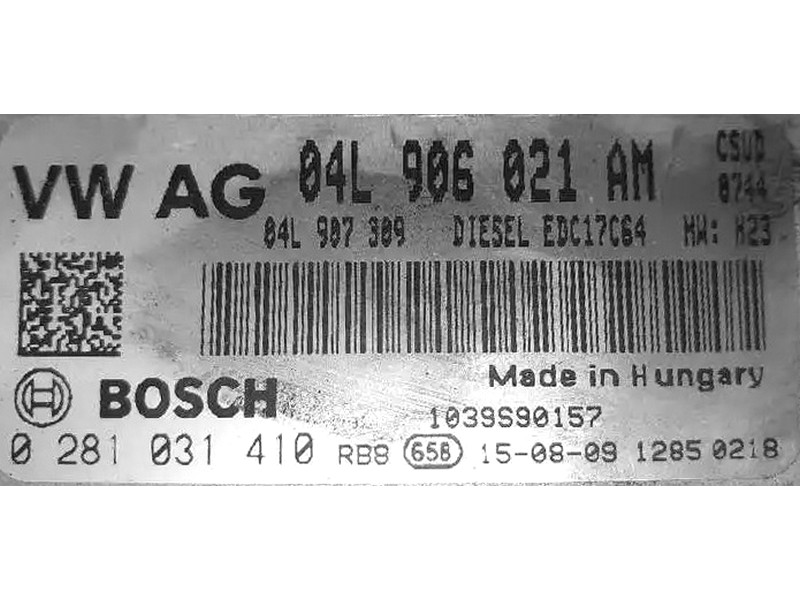 VW AG 04L 906 021 AM CSUD
8744
04L 907 309 DIESEL EDC17C64 HW: H23
Made in Hungary
BOSCH
1039S90157
0 281 031 410 RB8 658 15-08-09 1285 0218